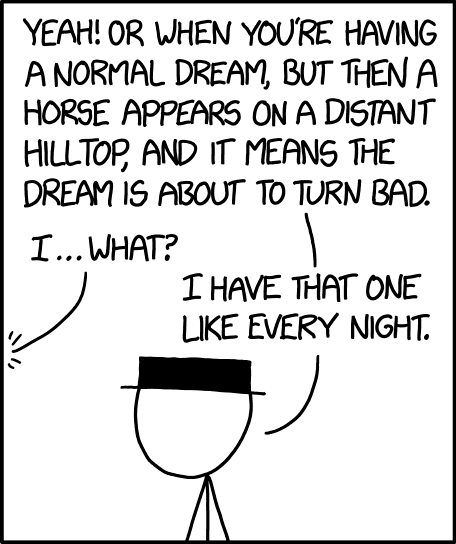 YEAH! OR WHEN YOU'RE HAVING
A NORMAL DREAM, BUT THEN A
HORSE APPEARS ON A DISTANT
HILLTOP, AND IT MEANS THE
DREAM IS ABOUT TO TURN BAD.
I...WHAT?
I HAVE THAT ONE
LIKE EVERY NIGHT.